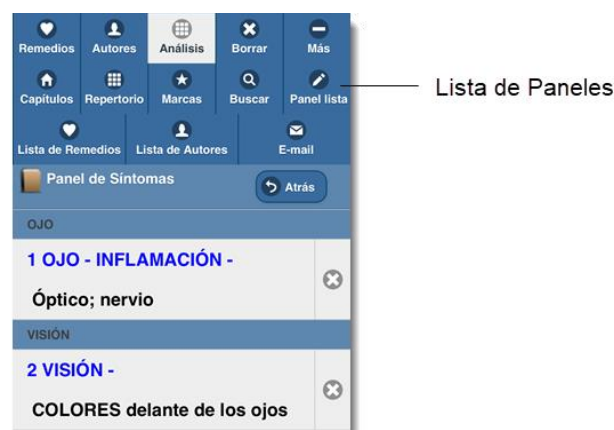 Remedios Autores Análisis Borrar Más
Capítulos Repertorio Marcas Buscar Panel lista
Lista de Paneles
Lista de Remedios Lista de Autores E-mail
Panel de Síntomas Atrás
OJO
1 OJO - INFLAMACIÓN -
Óptico; nervio
VISIÓN
2 VISIÓN -
COLORES delante de los ojos